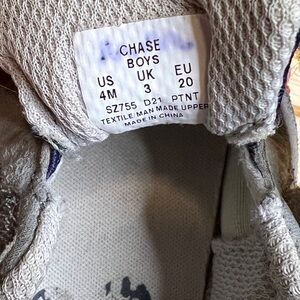 CHASE
BOYS
US UK EU
4M 3 20
SZ755 D21 PTNT
TEXTILE MAN MADE UPPER
MADE IN CHINA